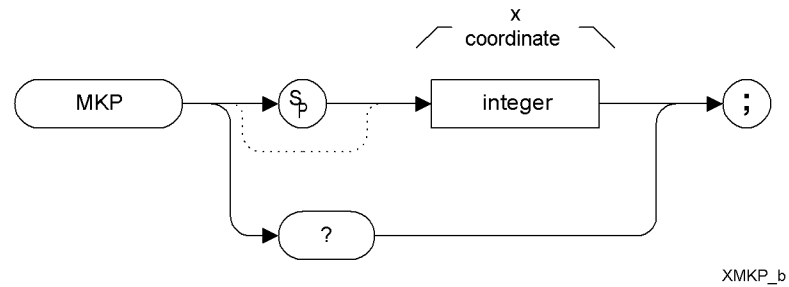 x
coordinate
MKP
SP
integer
;
?
XMKP_b